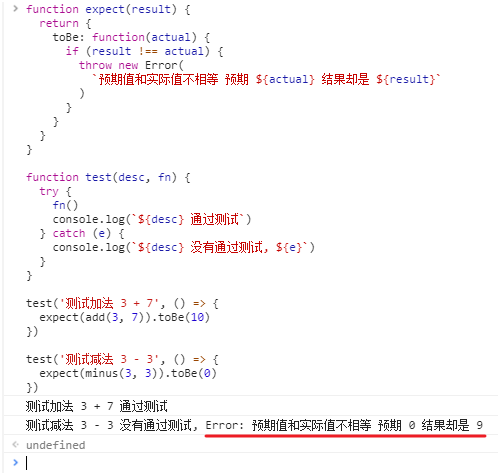 function expect(result) {
  return {
    toBe: function(actual) {
      if (result !== actual) {
        throw new Error(
          `预期值和实际值不相等 预期 ${actual} 结果却是 ${result}`
        )
      }
    }
  }
}

function test(desc, fn) {
  try {
    fn()
    console.log(`${desc} 通过测试`)
  } catch (e) {
    console.log(`${desc} 没有通过测试, ${e}`)
  }
}

test('测试加法 3 + 7', () => {
  expect(add(3, 7)).toBe(10)
})

test('测试减法 3 - 3', () => {
  expect(minus(3, 3)).toBe(0)
})
测试加法 3 + 7 通过测试
测试减法 3 - 3 没有通过测试, Error: 预期值和实际值不相等 预期 0 结果却是 9
undefined